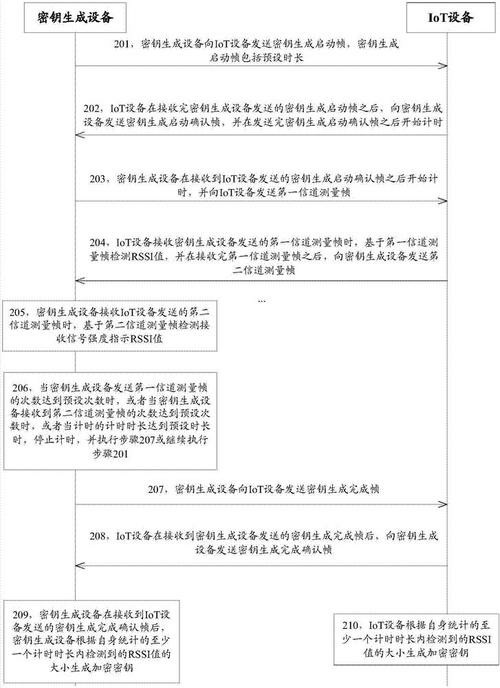 密钥生成设备
IoT设备
201，密钥生成设备向IoT设备发送密钥生成启动帧，密钥生成
启动帧包括预设时长
202，IoT设备在接收完密钥生成设备发送的密钥生成启动帧之后，向密钥生成
设备发送密钥生成启动确认帧，并在发送完密钥生成启动确认帧之后开始计时
203，密钥生成设备在接收到IoT设备发送的密钥生成启动确认帧之后开始计
时，并向IoT设备发送第一信道测量帧
204，IoT设备接收密钥生成设备发送的第一信道测量帧时，基于第一信道测
量帧检测RSSI值，并在接收完第一信道测量帧之后，向密钥生成设备发送第
二信道测量帧
...
205，密钥生成设备接收IoT设备发送的第二
信道测量帧时，基于第二信道测量帧检测接
收信号强度指示RSSI值
206，当密钥生成设备发送第一信道测量帧
的次数达到预设次数时，或者当密钥生成设
备接收到第二信道测量帧的次数达到预设次
数时，或者当计时的计时时长达到预设时长
时，停止计时，并执行步骤207或继续执行
步骤201
207，密钥生成设备向IoT设备发送密钥生成完成帧
208，IoT设备在接收到密钥生成设备发送的密钥生成完成帧后，向密钥生成
设备发送密钥生成完成确认帧
209，密钥生成设备在接收到IoT设
备发送的密钥生成完成确认帧后，
密钥生成设备根据自身统计的至少
一个计时时长内检测到的RSSI值的
大小生成加密密钥
210，IoT设备根据自身统计的至
少一个计时时长内检测到的RSSI
值的大小生成加密密钥